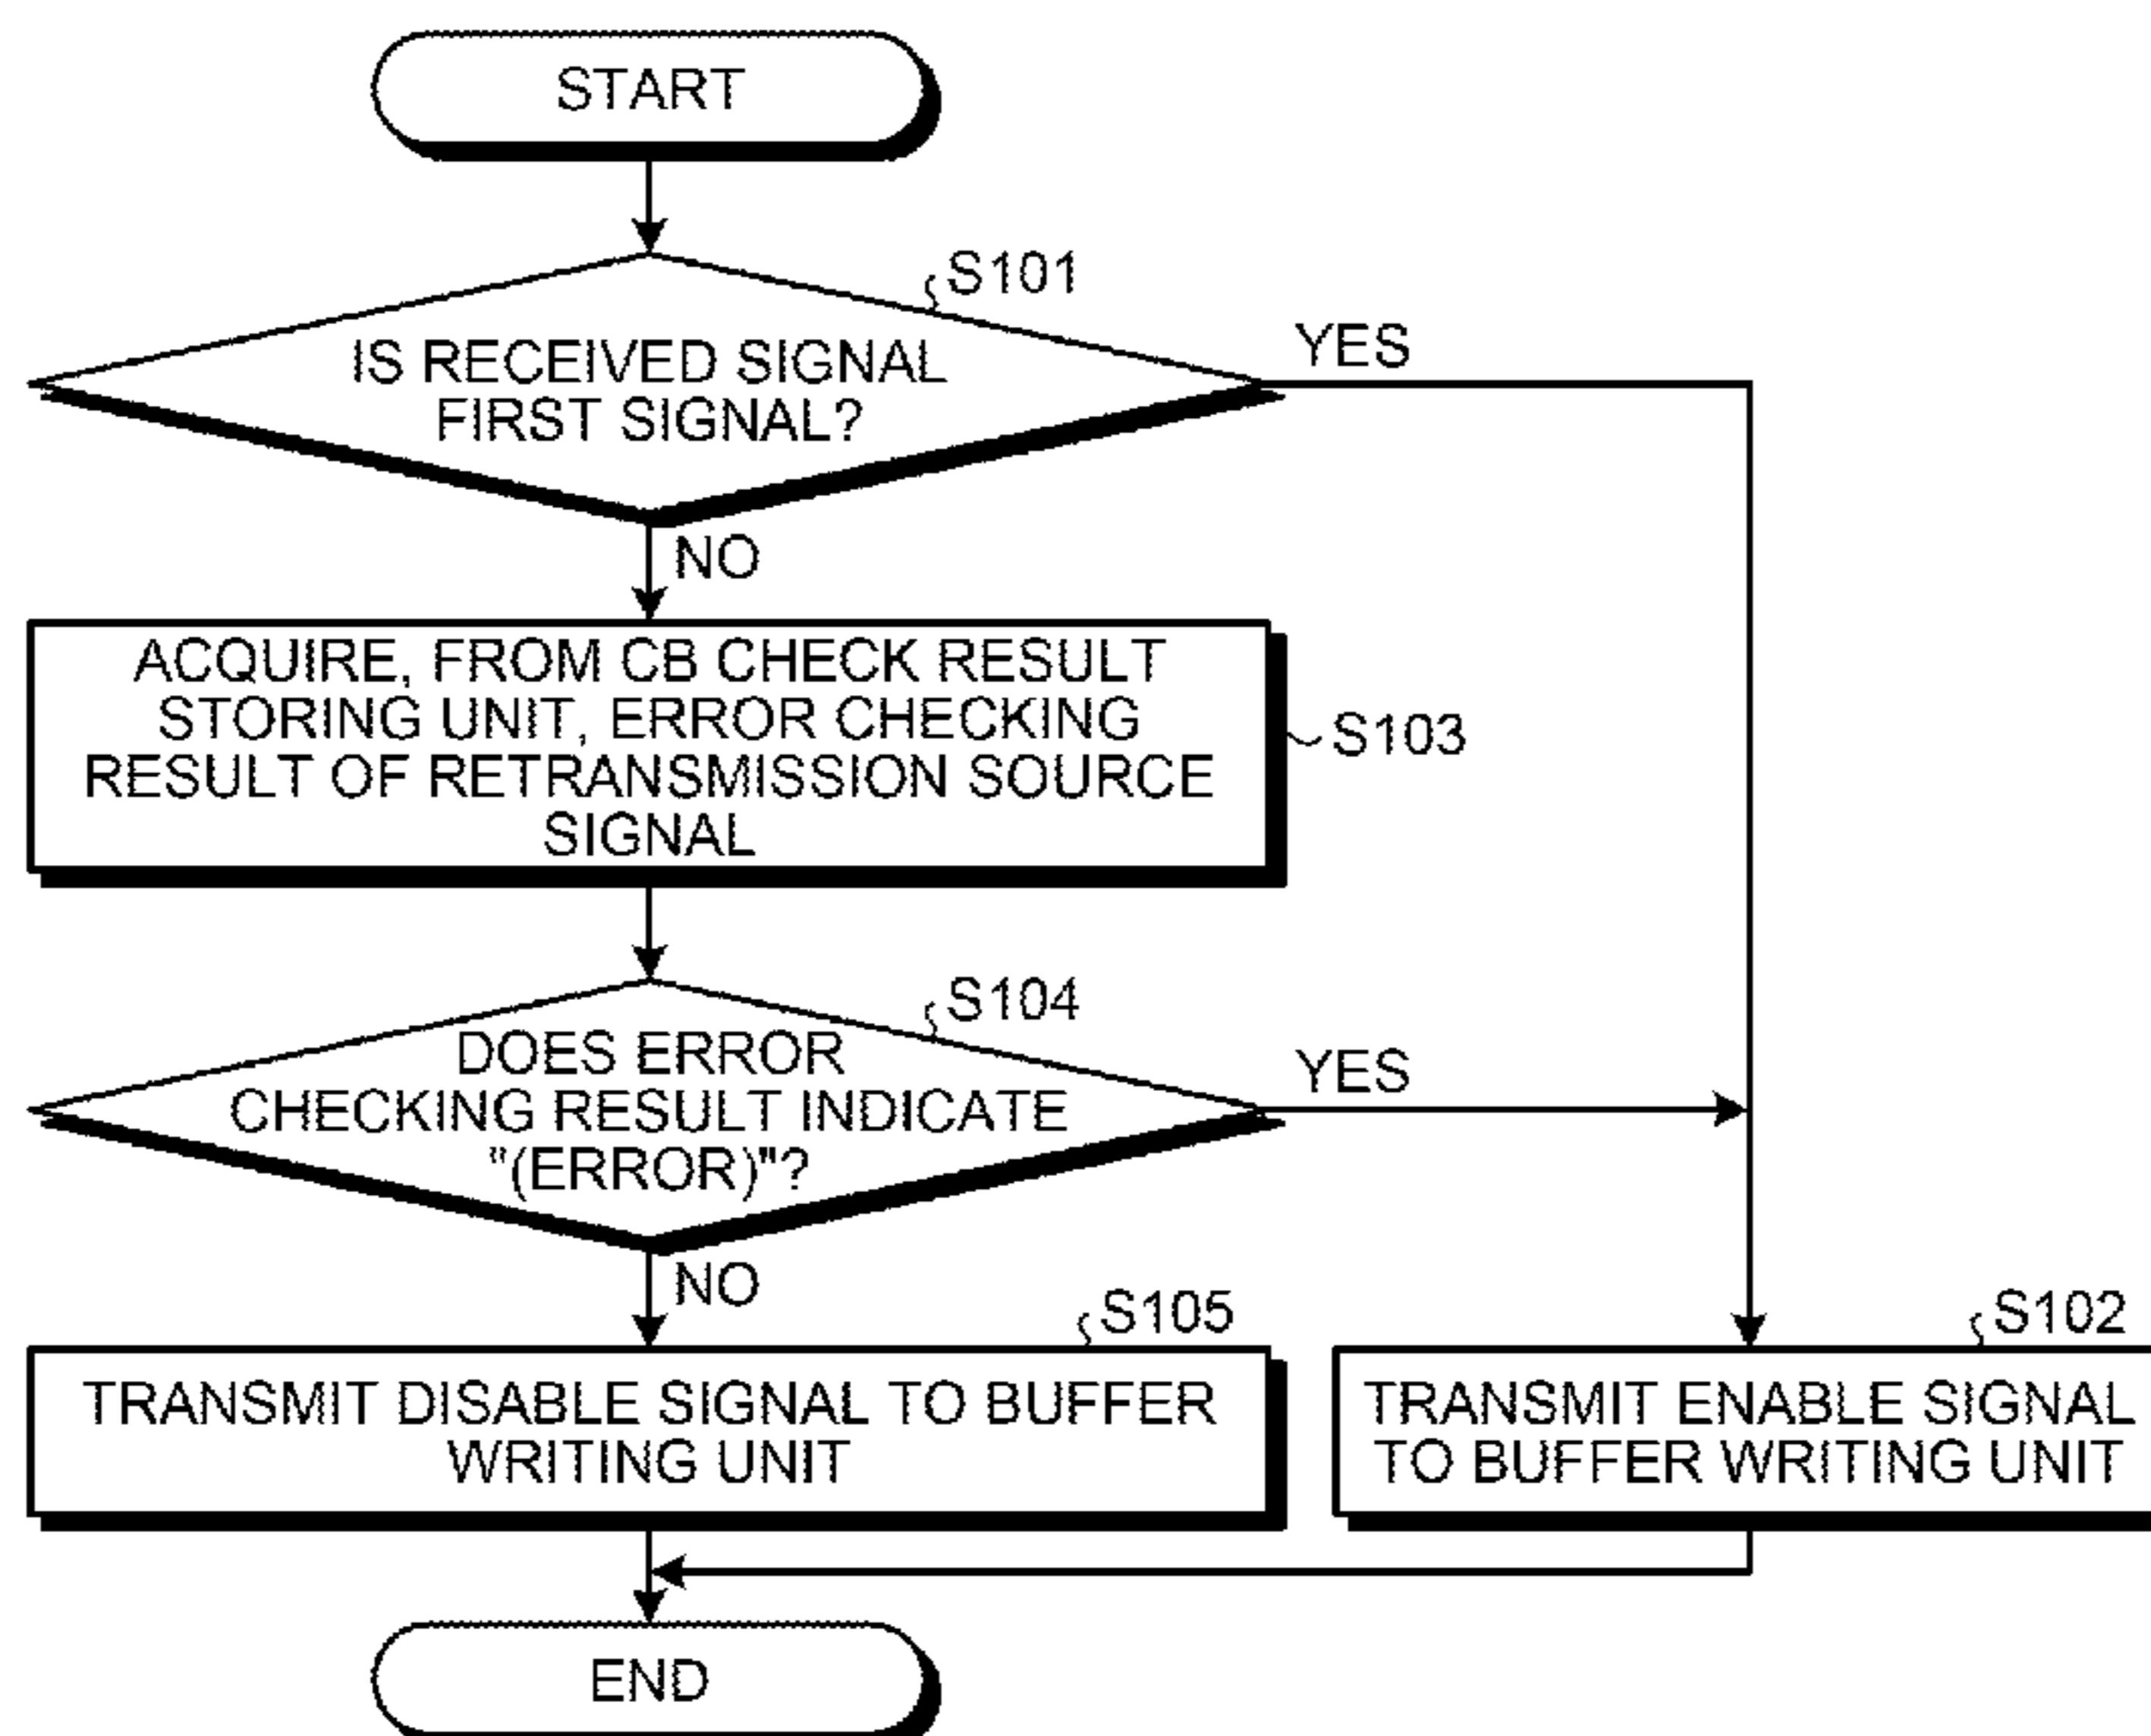 START
S101
IS RECEIVED SIGNAL
FIRST SIGNAL?
YES
NO
ACQUIRE, FROM CB CHECK RESULT
STORING UNIT, ERROR CHECKING
RESULT OF RETRANSMISSION SOURCE
SIGNAL
S103
S104
DOES ERROR
CHECKING RESULT INDICATE
"(ERROR)"?
YES
NO
S105
TRANSMIT DISABLE SIGNAL TO BUFFER
WRITING UNIT
S102
TRANSMIT ENABLE SIGNAL
TO BUFFER WRITING UNIT
END